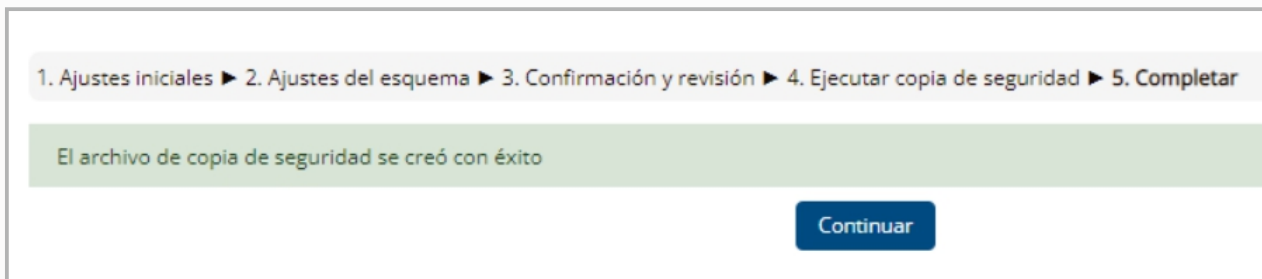 1. Ajustes iniciales ► 2. Ajustes del esquema ► 3. Confirmación y revisión ► 4. Ejecutar copia de seguridad ► 5. Completar
El archivo de copia de seguridad se creó con éxito
Continuar